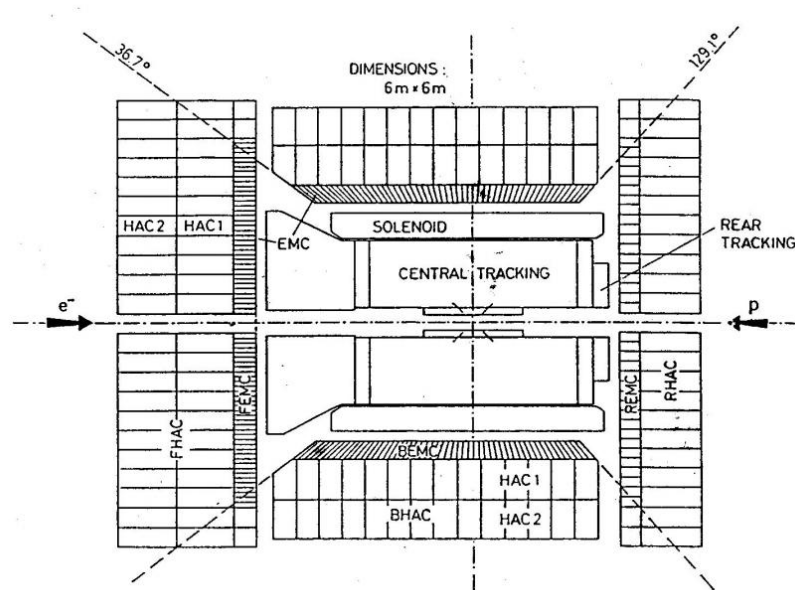 36.7°
129.1°
DIMENSIONS :
6m × 6m
HAC 2
HAC 1
EMC
SOLENOID
REAR
TRACKING
CENTRAL TRACKING
e⁻
p
FHAC
FEMC
REMC
RHAC
BEMC
HAC 1
BHAC
HAC 2